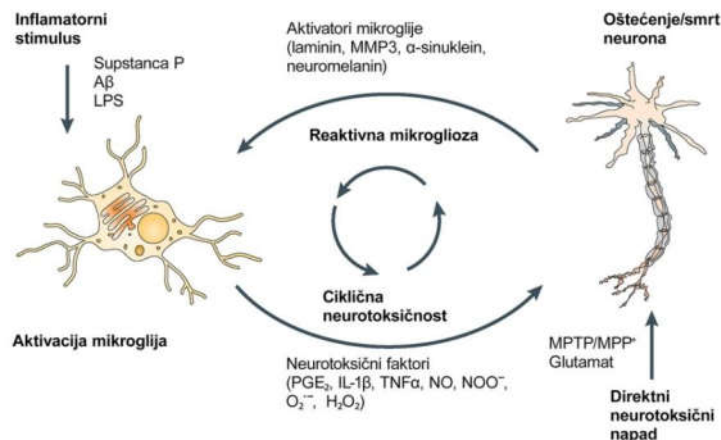 Inflamatorni
stimulus
Supstanca P
Aβ
LPS
Aktivatori mikroglije
(laminin, MMP3, α-sinuklein,
neuromelanin)
Oštećenje/smrt
neurona
Reaktivna mikroglioza
Ciklična
neurotoksičnost
Aktivacija mikroglija
Neurotoksični faktori
(PGE₂, IL-1β, TNFα, NO, NOO⁻,
O₂˙⁻, H₂O₂)
MPTP/MPP⁺
Glutamat
Direktni
neurotoksični
napad